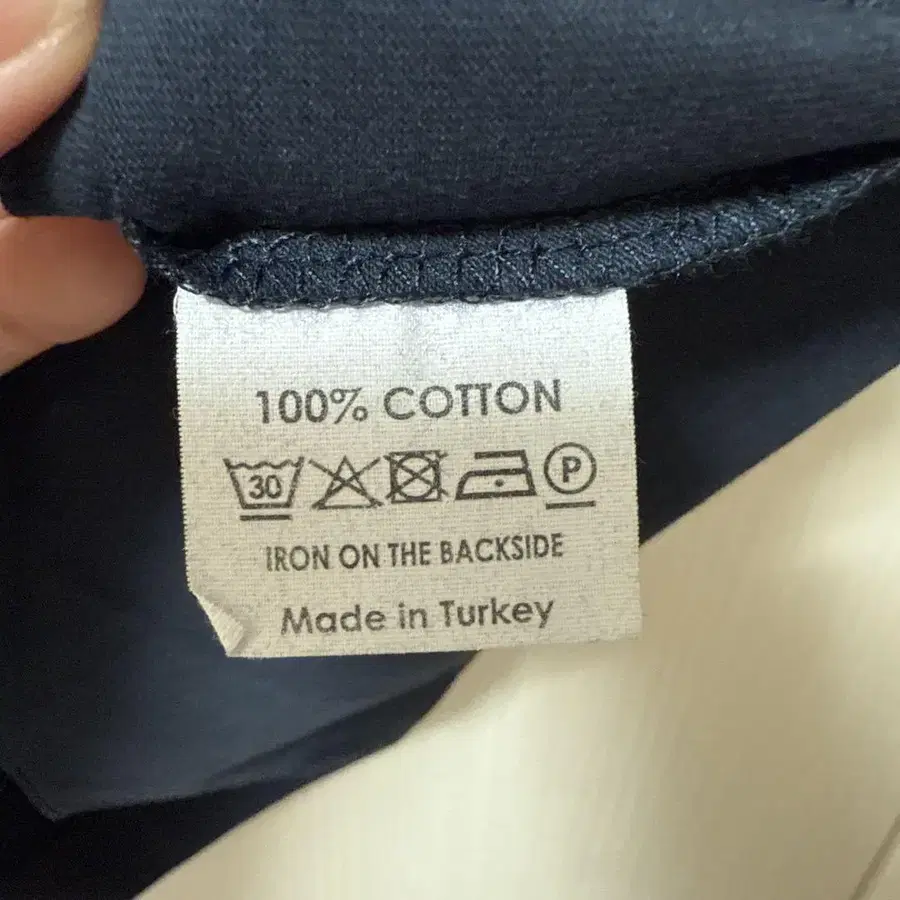 100% COTTON
30 P
IRON ON THE BACKSIDE
Made in Turkey